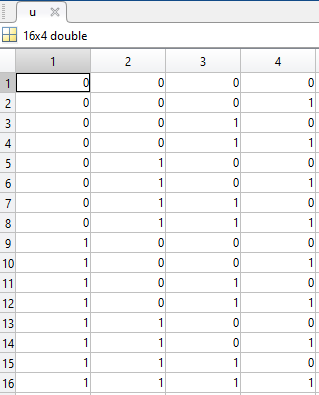 u
16x4 double
1 2 3 4
1 0 0 0 0
2 0 0 0 1
3 0 0 1 0
4 0 0 1 1
5 0 1 0 0
6 0 1 0 1
7 0 1 1 0
8 0 1 1 1
9 1 0 0 0
10 1 0 0 1
11 1 0 1 0
12 1 0 1 1
13 1 1 0 0
14 1 1 0 1
15 1 1 1 0
16 1 1 1 1